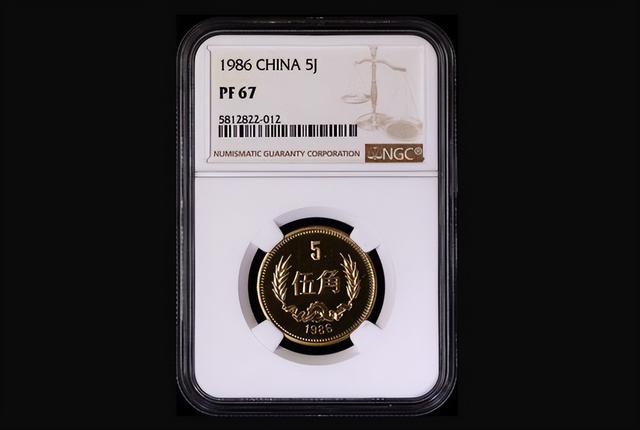 1986 CHINA 5J
PF 67
5812822-012
NUMISMATIC GUARANTY CORPORATION
NGC®
5
伍角
1986